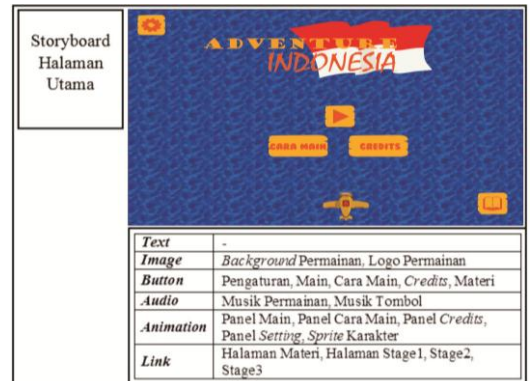 Storyboard
Halaman
Utama
ADVENTURE
INDONESIA
CARA MAIN
CREDITS
Text -
Image Background Permainan, Logo Permainan
Button Pengaturan, Main, Cara Main, Credits, Materi
Audio Musik Permainan, Musik Tombol
Animation Panel Main, Panel Cara Main, Panel Credits,
Panel Setting, Sprite Karakter
Link Halaman Materi, Halaman Stage1, Stage2,
Stage3